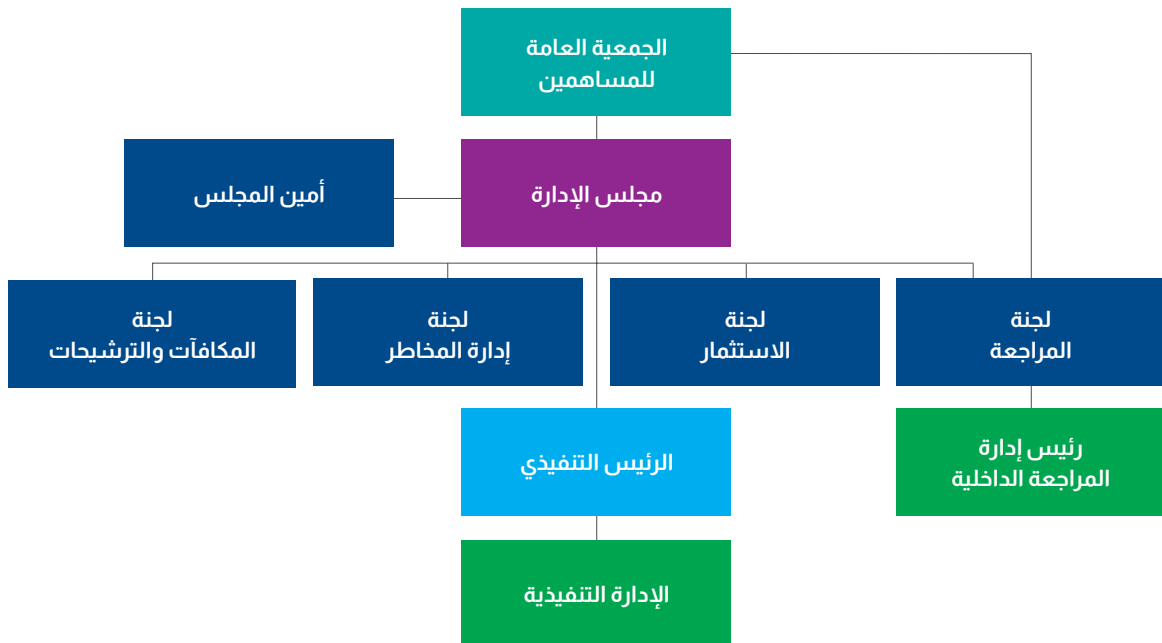 الجمعية العامة
للمساهمين
مجلس الإدارة
أمين المجلس
لجنة
المراجعة
لجنة
الاستثمار
لجنة
إدارة المخاطر
لجنة
المكافآت والترشيحات
الرئيس التنفيذي
رئيس إدارة
المراجعة الداخلية
الإدارة التنفيذية